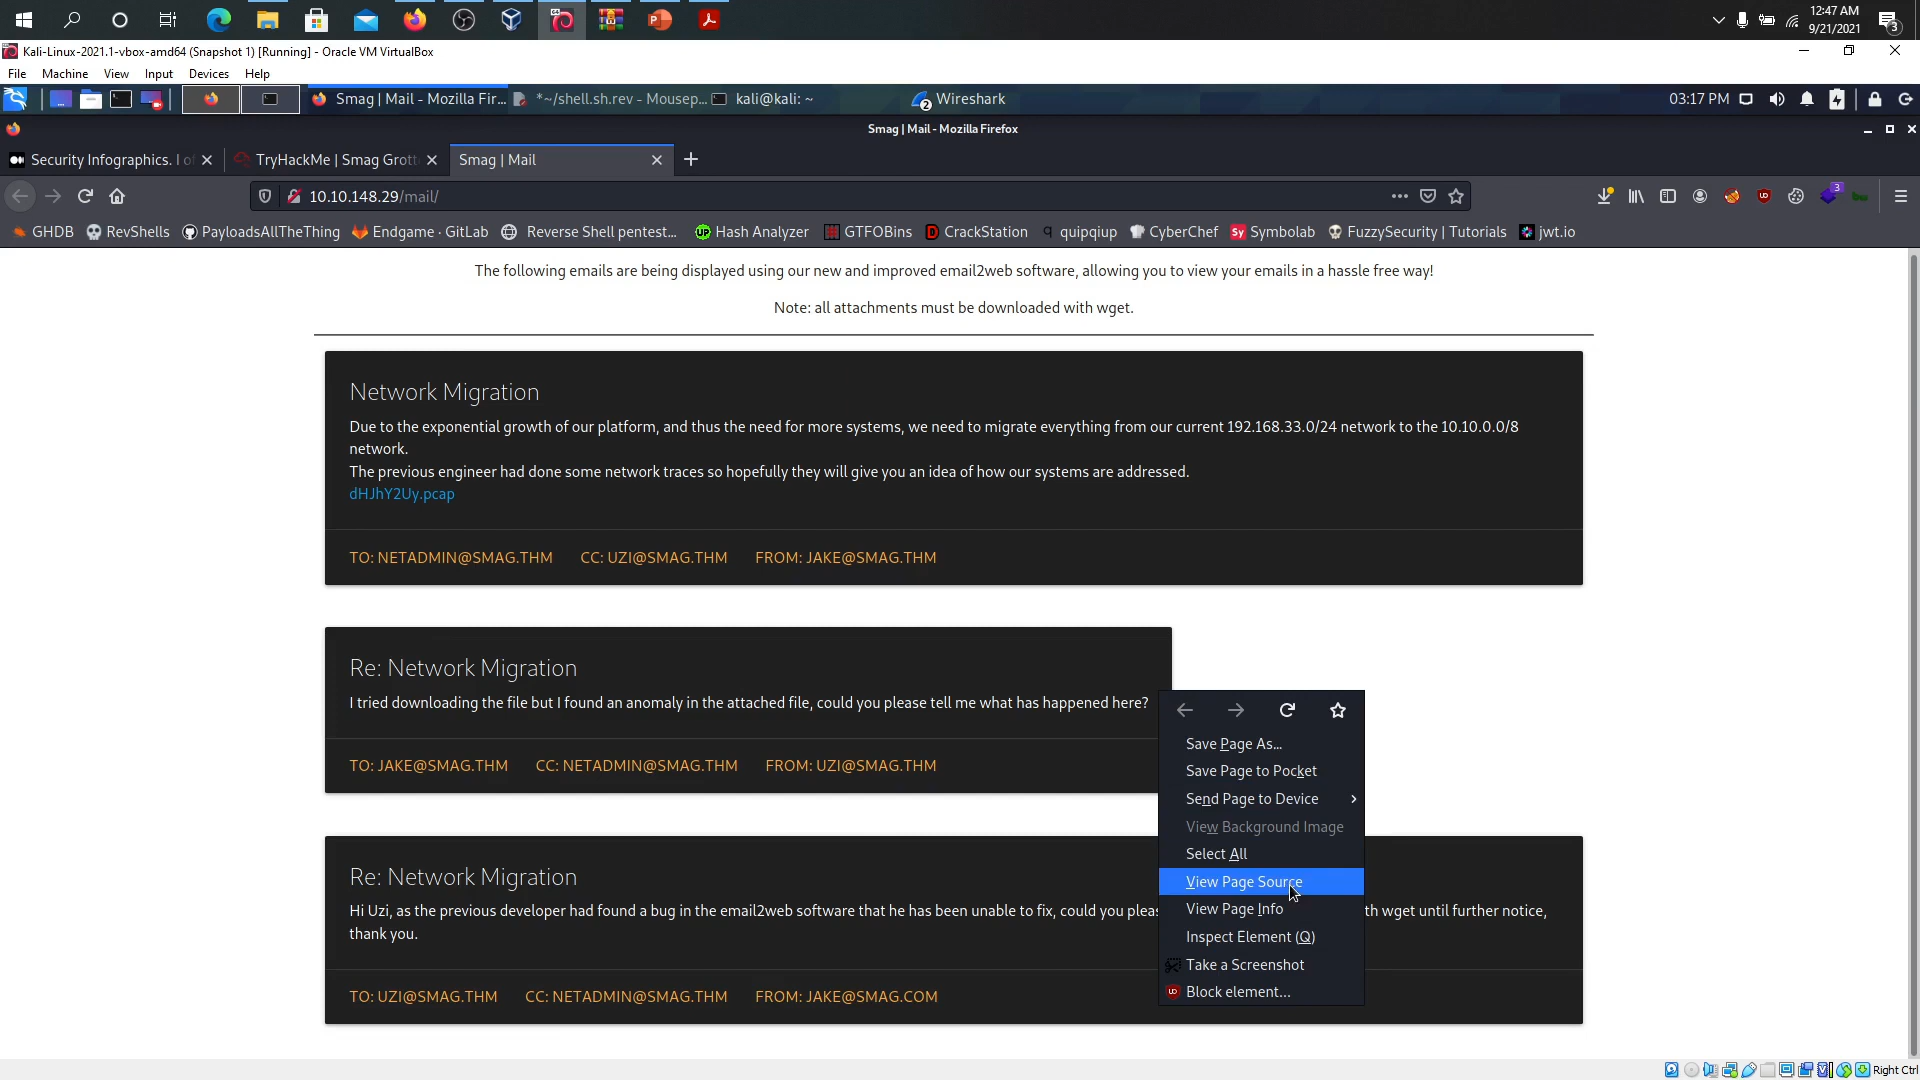 12:47 AM
9/21/2021
3
Kali-Linux-2021.1-vbox-amd64 (Snapshot 1) [Running] - Oracle VM VirtualBox
File Machine View Input Devices Help
Smag | Mail - Mozilla Fir... *~/shell.sh.rev - Mousep... kali@kali: ~ 2 Wireshark 03:17 PM
Smag | Mail - Mozilla Firefox
Security Infographics. I of TryHackMe | Smag Grott Smag | Mail
10.10.148.29/mail/ 3
GHDB RevShells PayloadsAllTheThing Endgame · GitLab Reverse Shell pentest... Hash Analyzer GTFOBins CrackStation quipqiup CyberChef Sy Symbolab FuzzySecurity | Tutorials jwt.io
The following emails are being displayed using our new and improved email2web software, allowing you to view your emails in a hassle free way!
Note: all attachments must be downloaded with wget.
Network Migration
Due to the exponential growth of our platform, and thus the need for more systems, we need to migrate everything from our current 192.168.33.0/24 network to the 10.10.0.0/8
network.
The previous engineer had done some network traces so hopefully they will give you an idea of how our systems are addressed.
dHJhY2Uy.pcap
TO: NETADMIN@SMAG.THM CC: UZI@SMAG.THM FROM: JAKE@SMAG.THM
Re: Network Migration
I tried downloading the file but I found an anomaly in the attached file, could you please tell me what has happened here?
TO: JAKE@SMAG.THM CC: NETADMIN@SMAG.THM FROM: UZI@SMAG.THM
Re: Network Migration
Hi Uzi, as the previous developer had found a bug in the email2web software that he has been unable to fix, could you pleas th wget until further notice,
thank you.
TO: UZI@SMAG.THM CC: NETADMIN@SMAG.THM FROM: JAKE@SMAG.COM
Save Page As...
Save Page to Pocket
Send Page to Device
View Background Image
Select All
View Page Source
View Page Info
Inspect Element (Q)
Take a Screenshot
Block element...
Right Ctrl